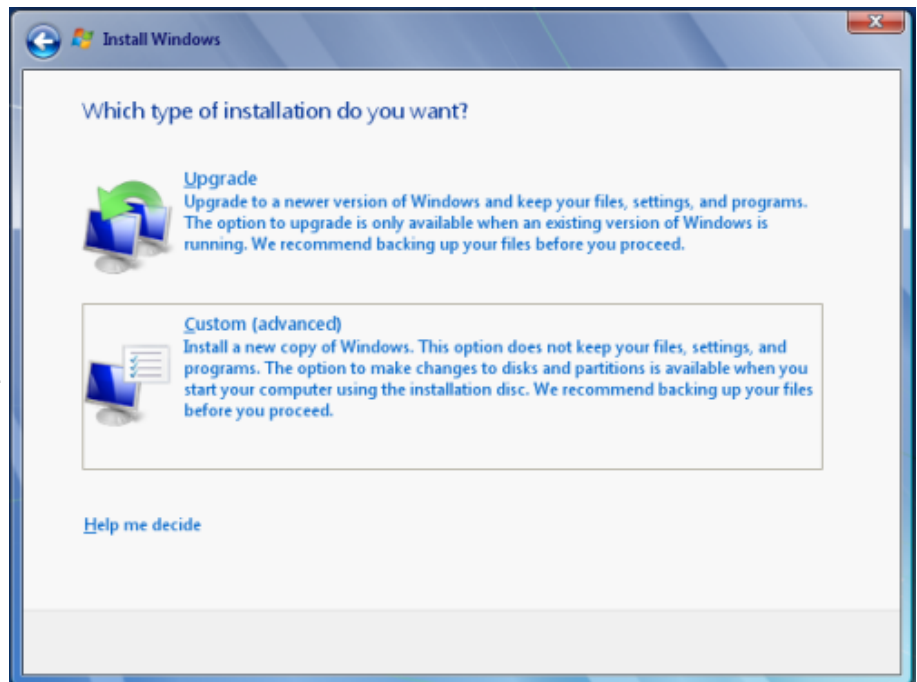 Install Windows
Which type of installation do you want?
Upgrade
Upgrade to a newer version of Windows and keep your files, settings, and programs.
The option to upgrade is only available when an existing version of Windows is
running. We recommend backing up your files before you proceed.
Custom (advanced)
Install a new copy of Windows. This option does not keep your files, settings, and
programs. The option to make changes to disks and partitions is available when you
start your computer using the installation disc. We recommend backing up your files
before you proceed.
Help me decide